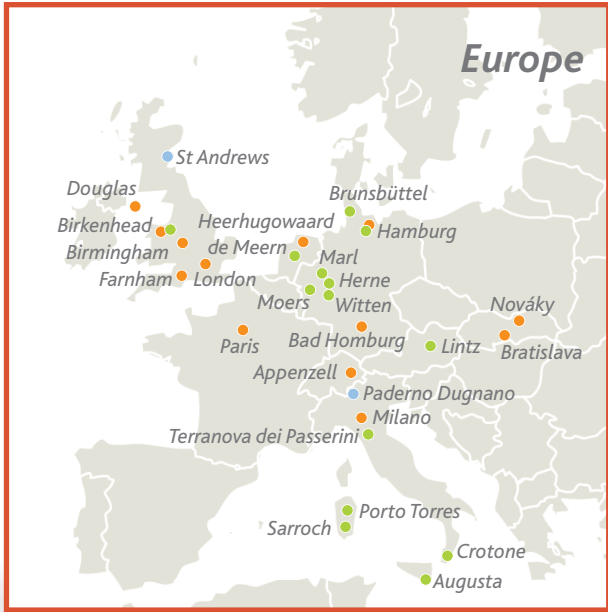 Europe
St Andrews
Douglas
Brunsbüttel
Birkenhead
Heerhugowaard
Hamburg
Birmingham
de Meern
Marl
Farnham
London
Herne
Moers
Witten
Nováky
Paris
Bad Homburg
Lintz
Bratislava
Appenzell
Paderno Dugnano
Milano
Terranova dei Passerini
Porto Torres
Sarroch
Crotone
Augusta